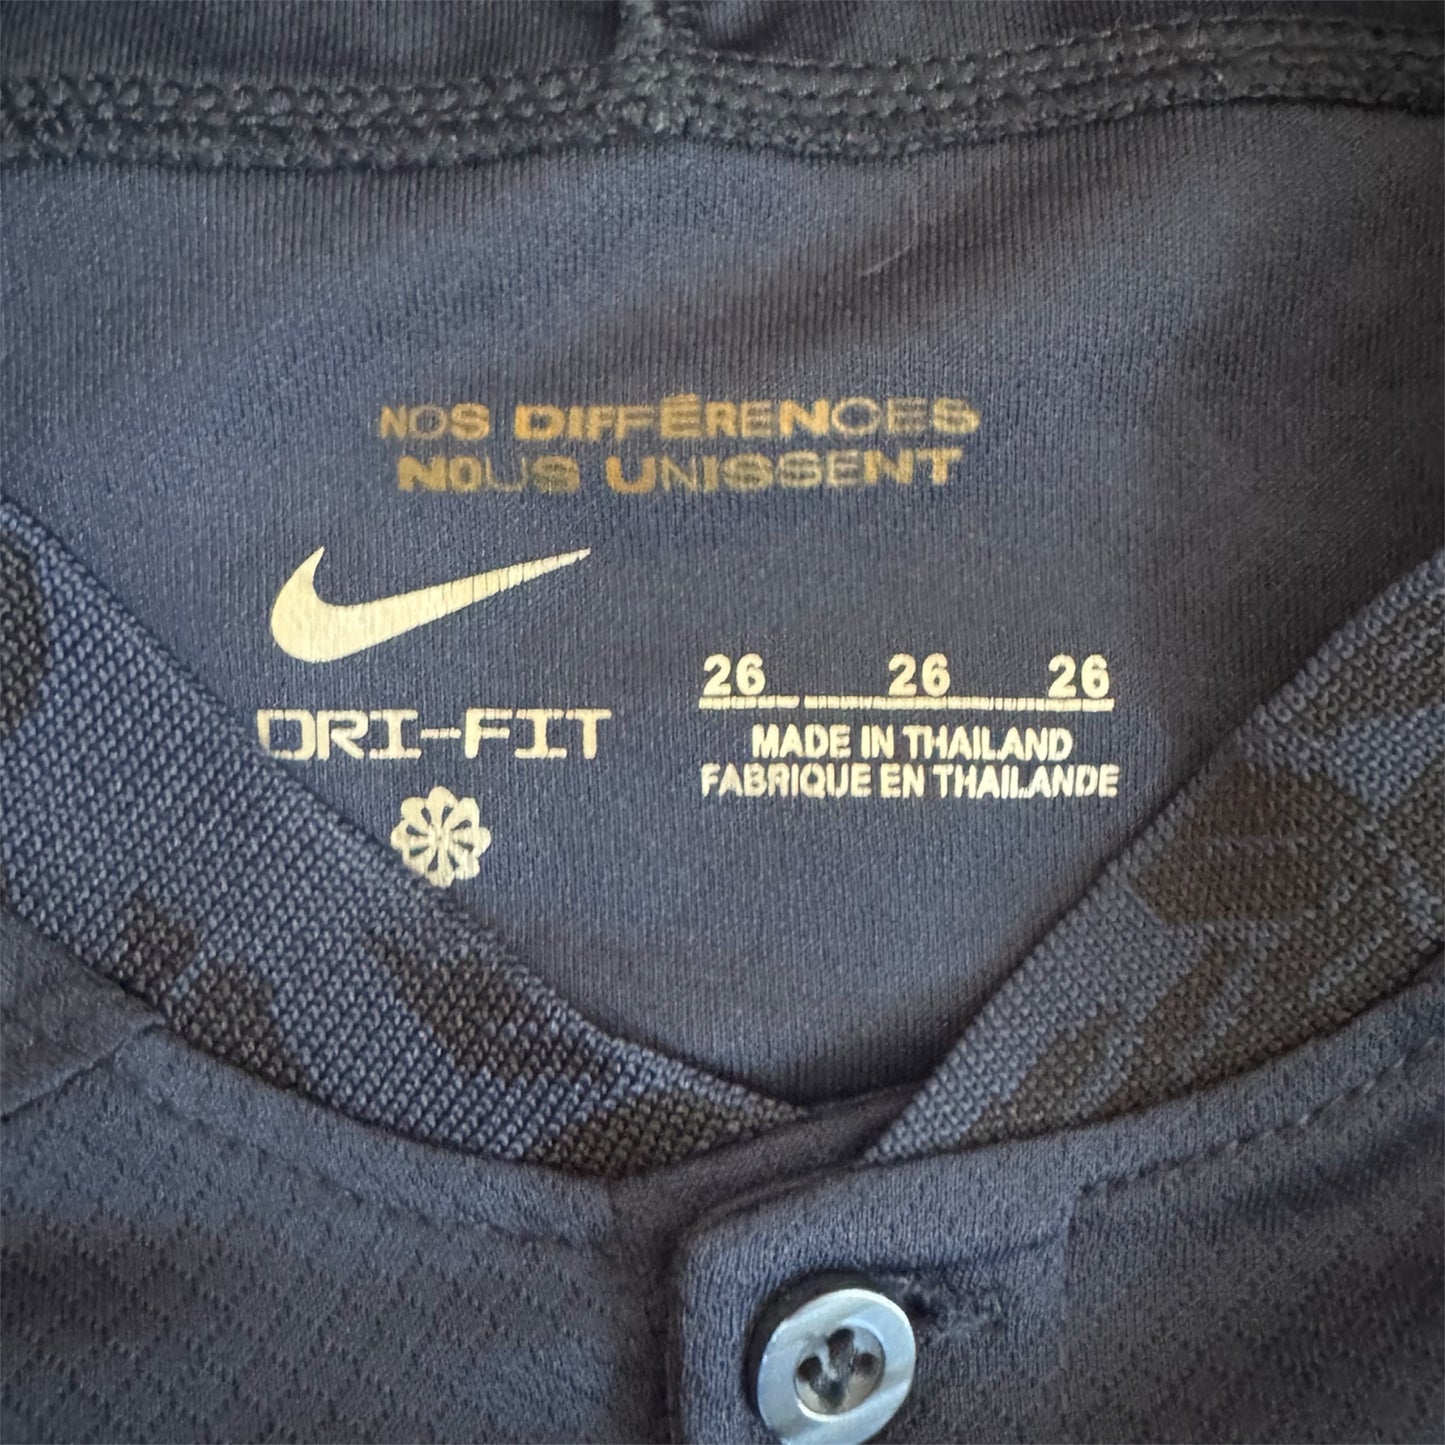 NOS DIFFÉRENCES
NOUS UNISSENT
DRI-FIT
26 26 26
MADE IN THAILAND
FABRIQUE EN THAILANDE